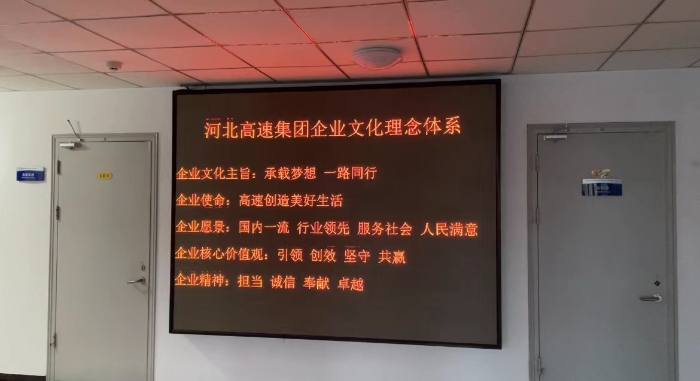 河北高速集团企业文化理念体系
企业文化主旨：承载梦想 一路同行
企业使命：高速创造美好生活
企业愿景：国内一流 行业领先 服务社会 人民满意
企业核心价值观：引领 创效 坚守 共赢
企业精神：担当 诚信 奉献 卓越